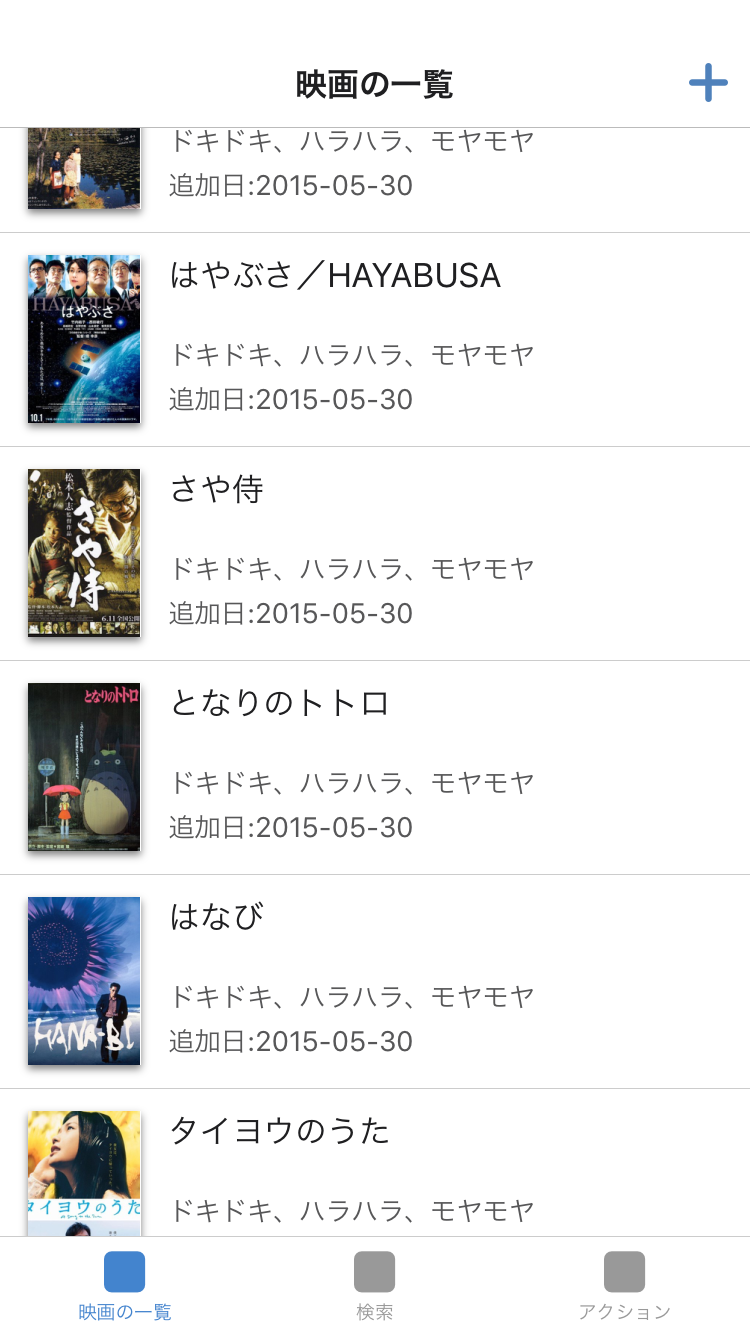 映画の一覧
ドキドキ、ハラハラ、モヤモヤ
追加日:2015-05-30
はやぶさ／HAYABUSA
HAYABUSA
はやぶさ
10.1
ドキドキ、ハラハラ、モヤモヤ
追加日:2015-05-30
さや侍
松本人志監督作品
さや侍
6.11 全国公開
ドキドキ、ハラハラ、モヤモヤ
追加日:2015-05-30
となりのトトロ
となりのトトロ
ドキドキ、ハラハラ、モヤモヤ
追加日:2015-05-30
はなび
HANA-BI
ドキドキ、ハラハラ、モヤモヤ
追加日:2015-05-30
タイヨウのうた
タイヨウのうた
ドキドキ、ハラハラ、モヤモヤ
映画の一覧
検索
アクション